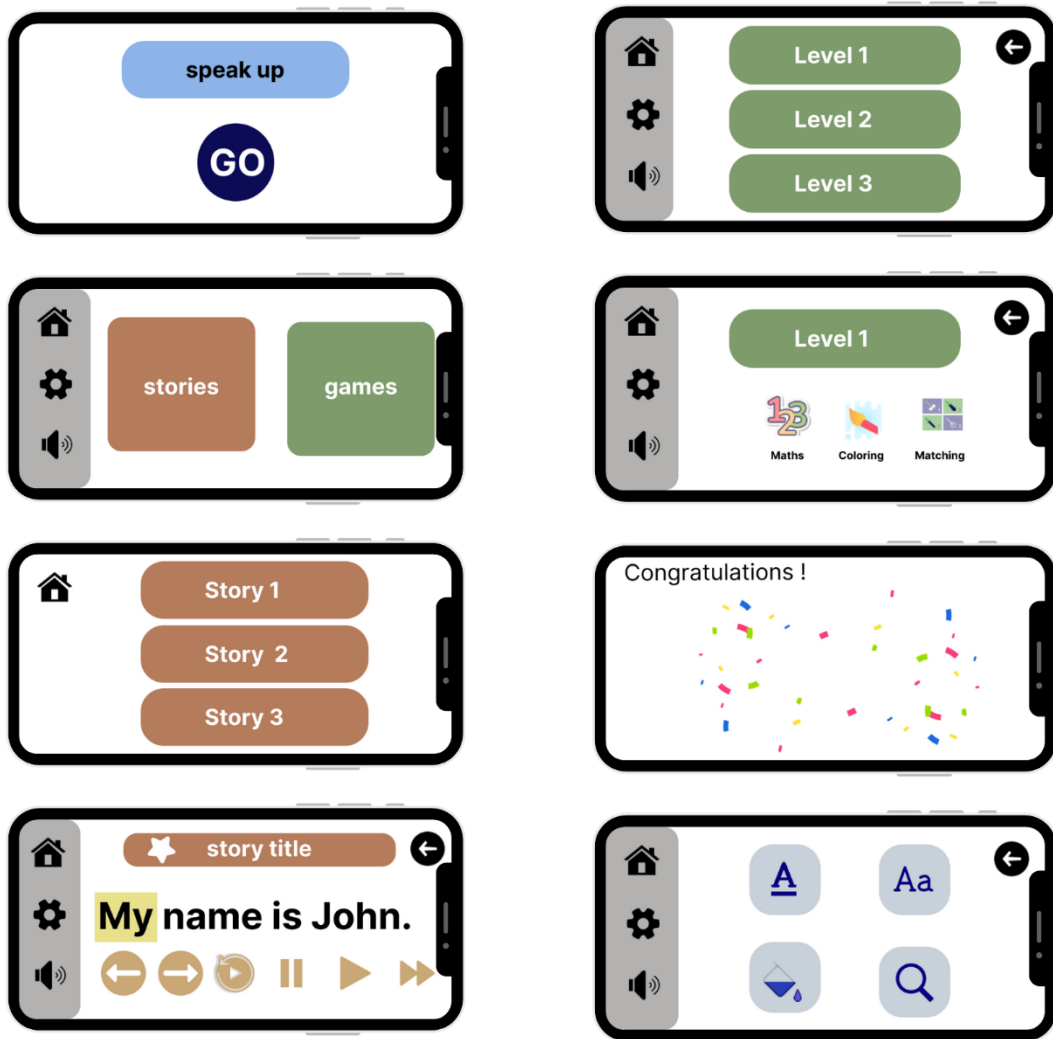 speak up
GO
stories
games
Story 1
Story 2
Story 3
story title
My name is John.
Level 1
Level 2
Level 3
Level 1
123
Maths
Coloring
Matching
Congratulations !
A
Aa